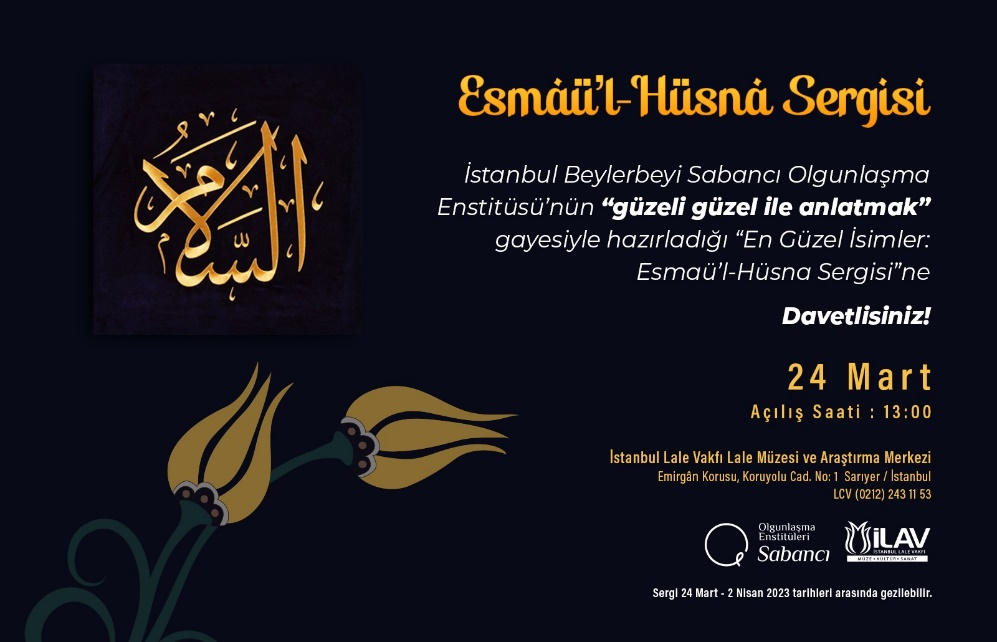 السلام
Esmâü’l-Hüsnâ Sergisi
İstanbul Beylerbeyi Sabancı Olgunlaşma
Enstitüsü’nün “güzeli güzel ile anlatmak”
gayesiyle hazırladığı “En Güzel İsimler:
Esmaü’l-Hüsna Sergisi”ne
Davetlisiniz!
24 Mart
Açılış Saati : 13:00
İstanbul Lale Vakfı Lale Müzesi ve Araştırma Merkezi
Emirgân Korusu, Koruyolu Cad. No: 1 Sarıyer / İstanbul
LCV (0212) 243 11 53
Olgunlaşma
Enstitüleri
Sabancı
İLAV
İSTANBUL LALE VAKFI
MÜZE • KÜLTÜR • SANAT
Sergi 24 Mart - 2 Nisan 2023 tarihleri arasında gezilebilir.